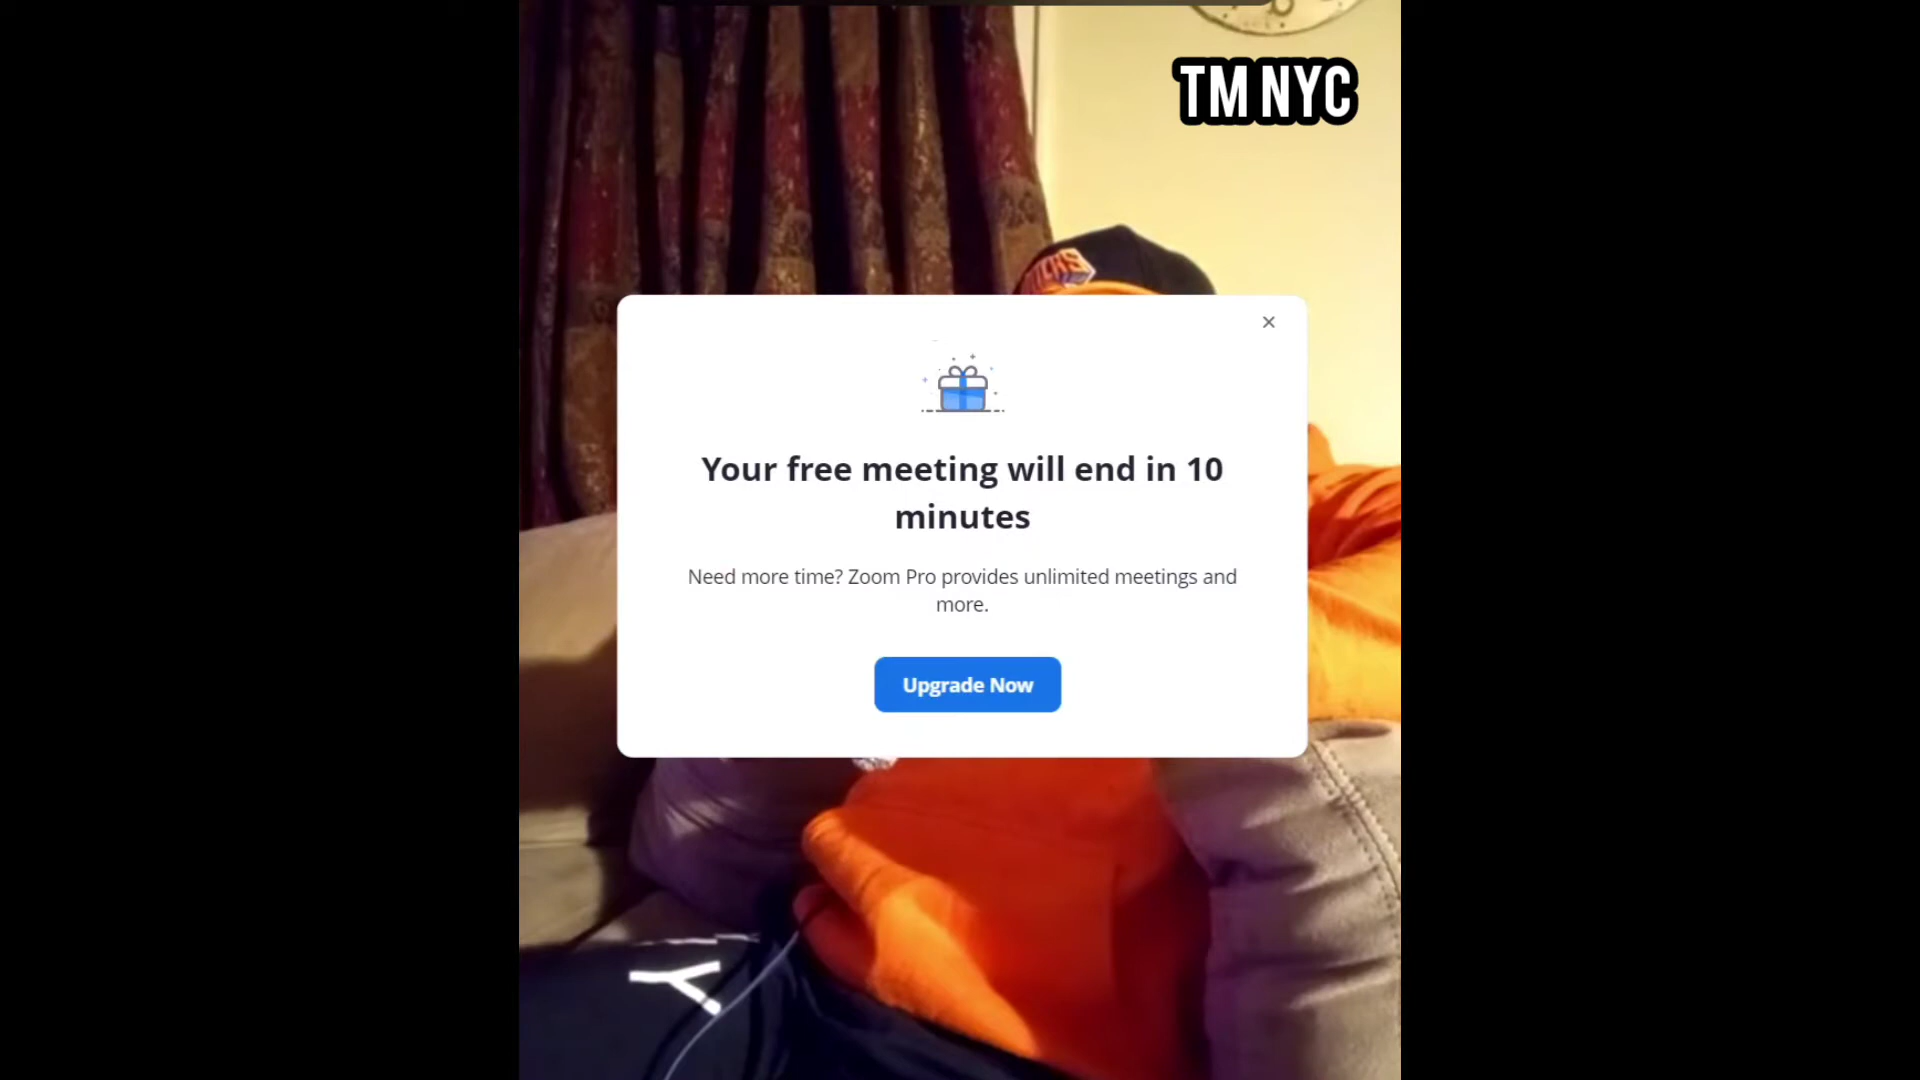 TM NYC
Your free meeting will end in 10
minutes
Need more time? Zoom Pro provides unlimited meetings and
more.
Upgrade Now
Y